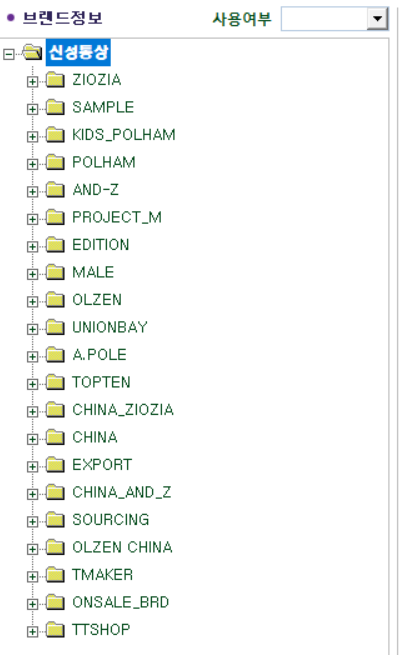 브랜드정보 사용여부
신성통상
ZIOZIA
SAMPLE
KIDS_POLHAM
POLHAM
AND-Z
PROJECT_M
EDITION
MALE
OLZEN
UNIONBAY
A.POLE
TOPTEN
CHINA_ZIOZIA
CHINA
EXPORT
CHINA_AND_Z
SOURCING
OLZEN CHINA
TMAKER
ONSALE_BRD
TTSHOP